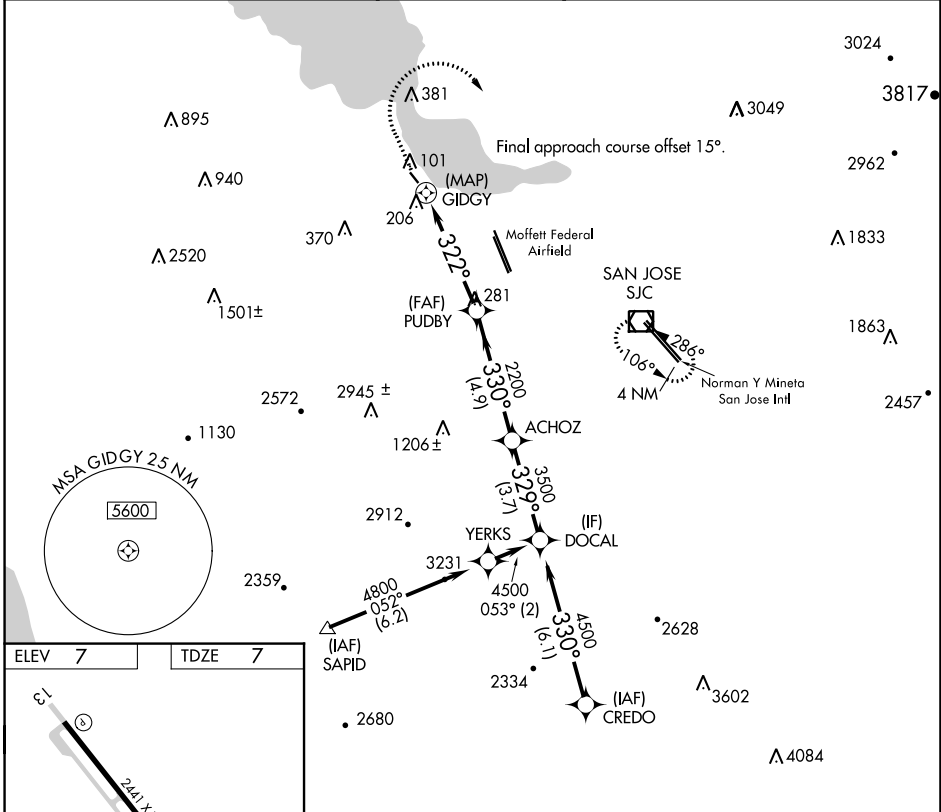 3024
3817
381
3049
895
Final approach course offset 15°.
101
2962
940
(MAP)
GIDGY
206
370
Moffett Federal
Airfield
1833
2520
322°
SAN JOSE
SJC
281
(FAF)
PUDBY
1501±
286°
106°
4 NM
1863
Norman Y Mineta
San Jose Intl
2200
330°
(4.9)
2945 ±
2572
2457
1130
1206±
ACHOZ
MSA GIDGY 25 NM
5600
3500
329°
(3.7)
2912
YERKS
(IF)
DOCAL
3231
2359
4800
052°
(6.2)
4500
053° (2)
(IAF)
SAPID
4500
330°
(6.1)
2628
2334
3602
(IAF)
CREDO
2680
4084
ELEV 7
TDZE 7
13
P
2441 X